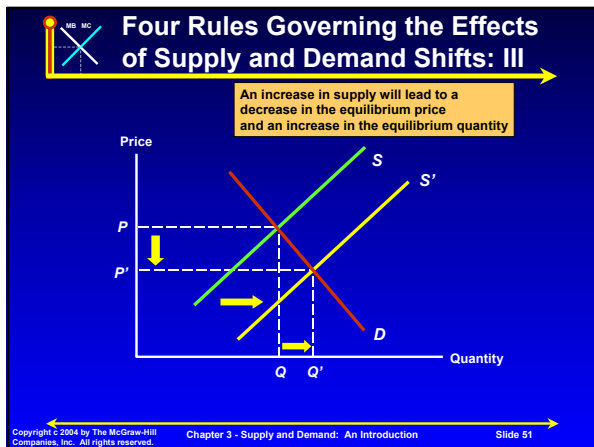 MB MC
Four Rules Governing the Effects
of Supply and Demand Shifts: III
An increase in supply will lead to a
decrease in the equilibrium price
and an increase in the equilibrium quantity
Price
S
S’
P
P’
D
Quantity
Q Q’
Copyright c 2004 by The McGraw-Hill
Companies, Inc. All rights reserved.
Chapter 3 - Supply and Demand: An Introduction
Slide 51